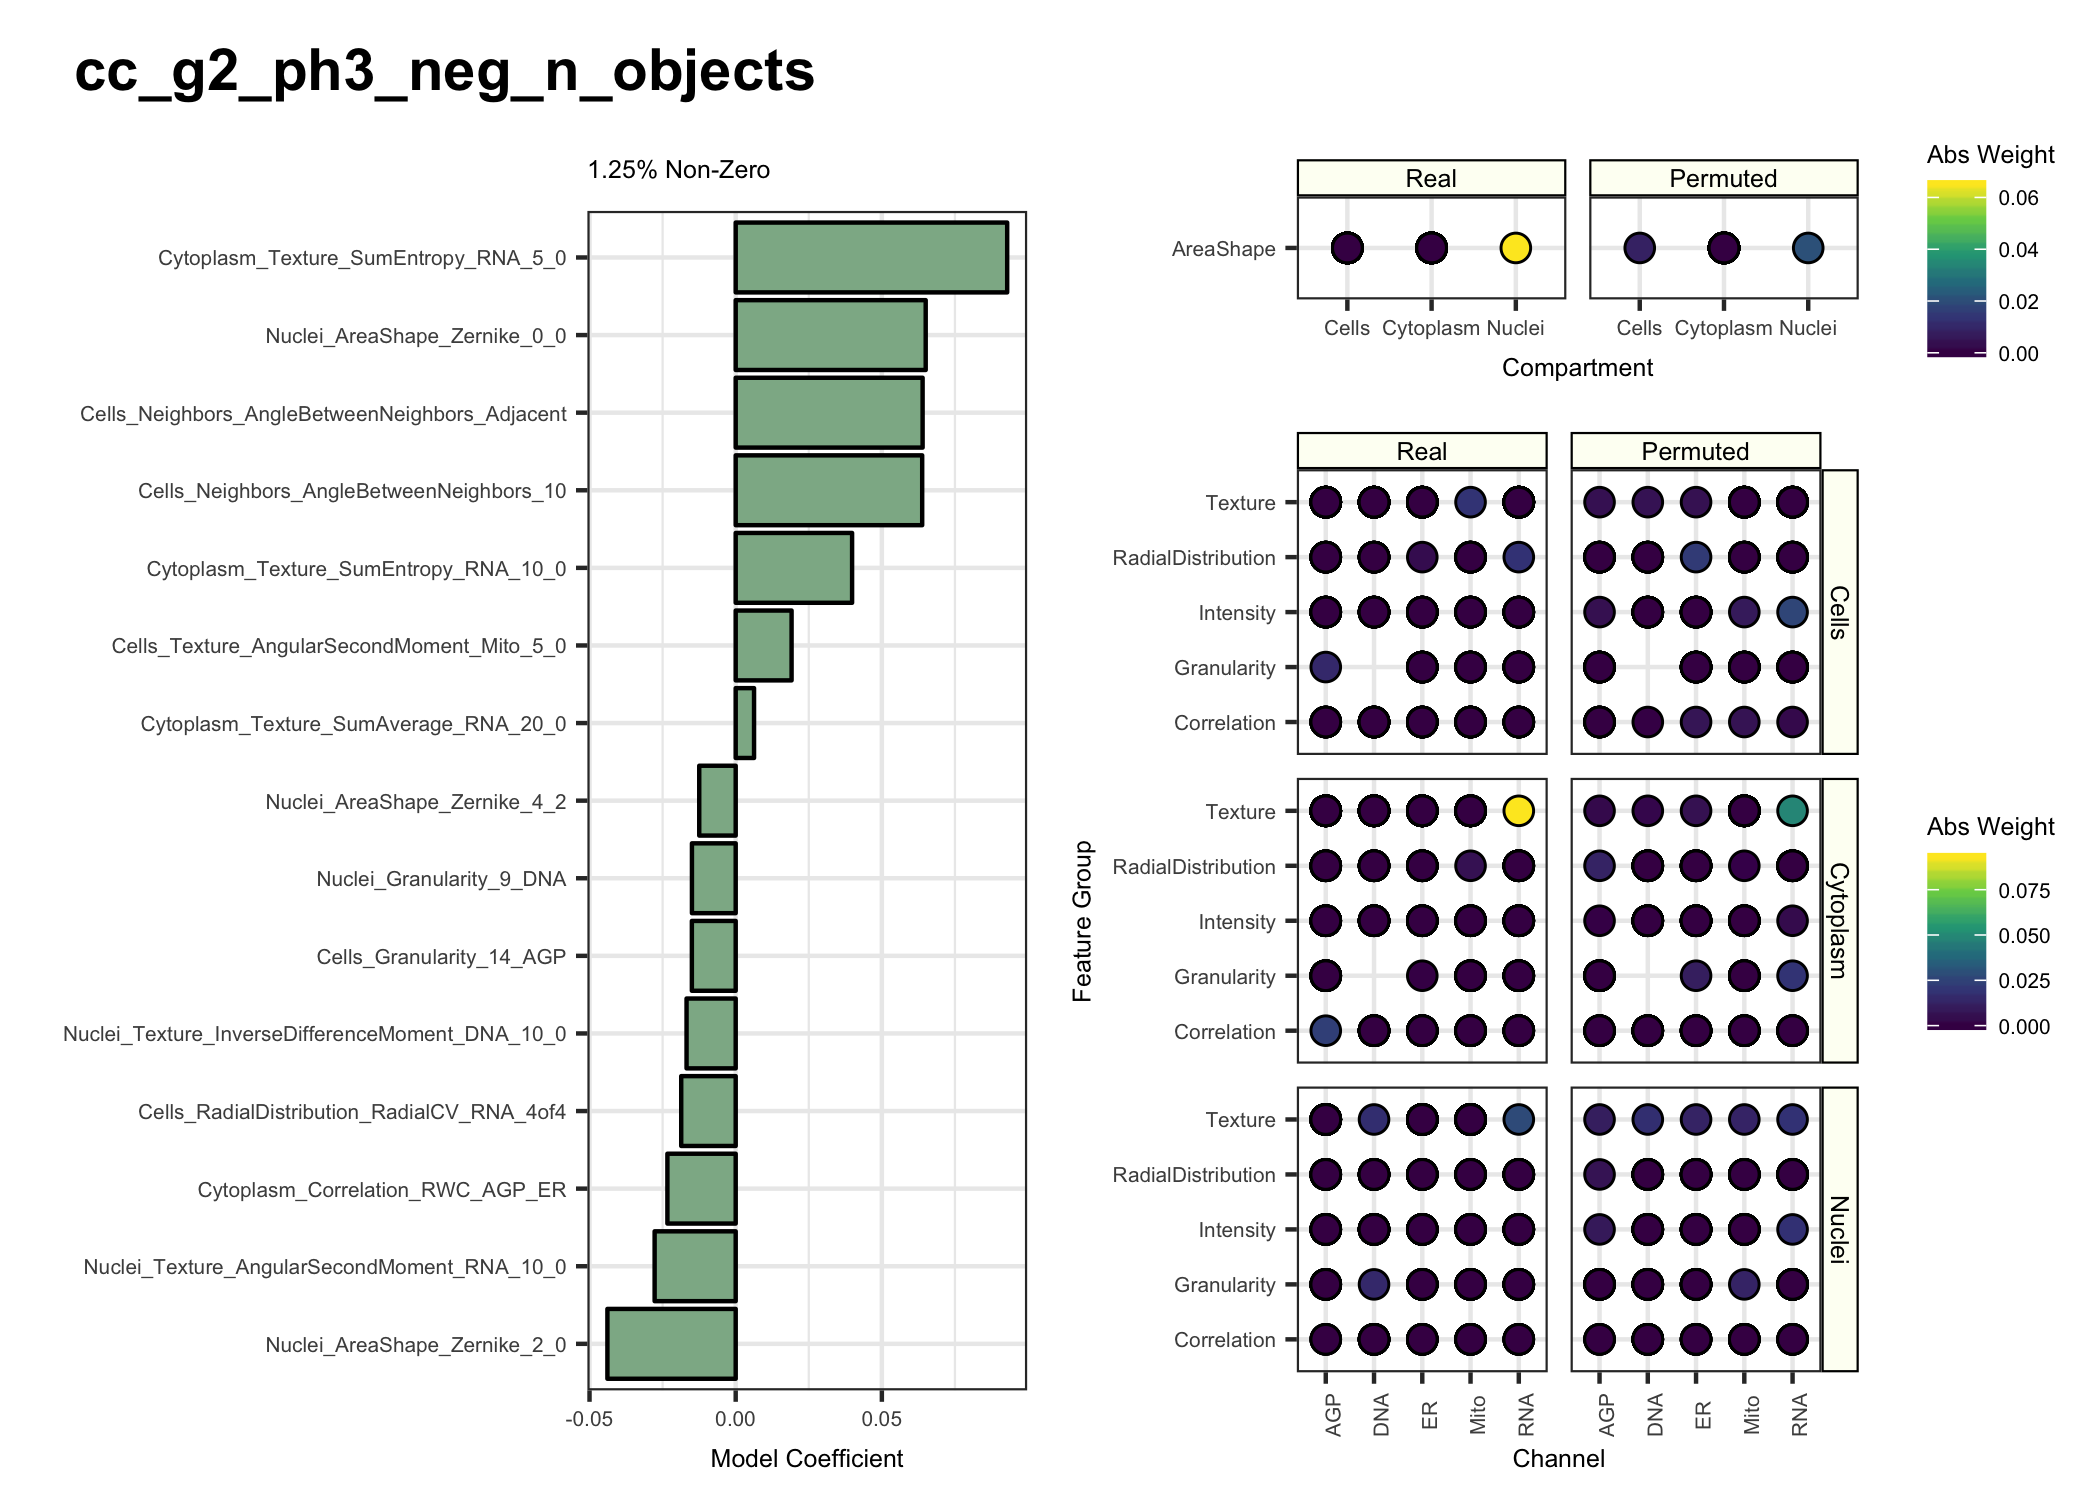 cc_g2_ph3_neg_n_objects
1.25% Non-Zero
Cytoplasm_Texture_SumEntropy_RNA_5_0
Nuclei_AreaShape_Zernike_0_0
Cells_Neighbors_AngleBetweenNeighbors_Adjacent
Cells_Neighbors_AngleBetweenNeighbors_10
Cytoplasm_Texture_SumEntropy_RNA_10_0
Cells_Texture_AngularSecondMoment_Mito_5_0
Cytoplasm_Texture_SumAverage_RNA_20_0
Nuclei_AreaShape_Zernike_4_2
Nuclei_Granularity_9_DNA
Cells_Granularity_14_AGP
Nuclei_Texture_InverseDifferenceMoment_DNA_10_0
Cells_RadialDistribution_RadialCV_RNA_4of4
Cytoplasm_Correlation_RWC_AGP_ER
Nuclei_Texture_AngularSecondMoment_RNA_10_0
Nuclei_AreaShape_Zernike_2_0
-0.05 0.00 0.05
Model Coefficient
Real Permuted
AreaShape
Cells Cytoplasm Nuclei Cells Cytoplasm Nuclei
Compartment
Abs Weight
0.06
0.04
0.02
0.00
Feature Group
Real Permuted
Texture
RadialDistribution
Intensity
Granularity
Correlation
Cells
Texture
RadialDistribution
Intensity
Granularity
Correlation
Cytoplasm
Texture
RadialDistribution
Intensity
Granularity
Correlation
Nuclei
AGP DNA ER Mito RNA AGP DNA ER Mito RNA
Channel
Abs Weight
0.075
0.050
0.025
0.000